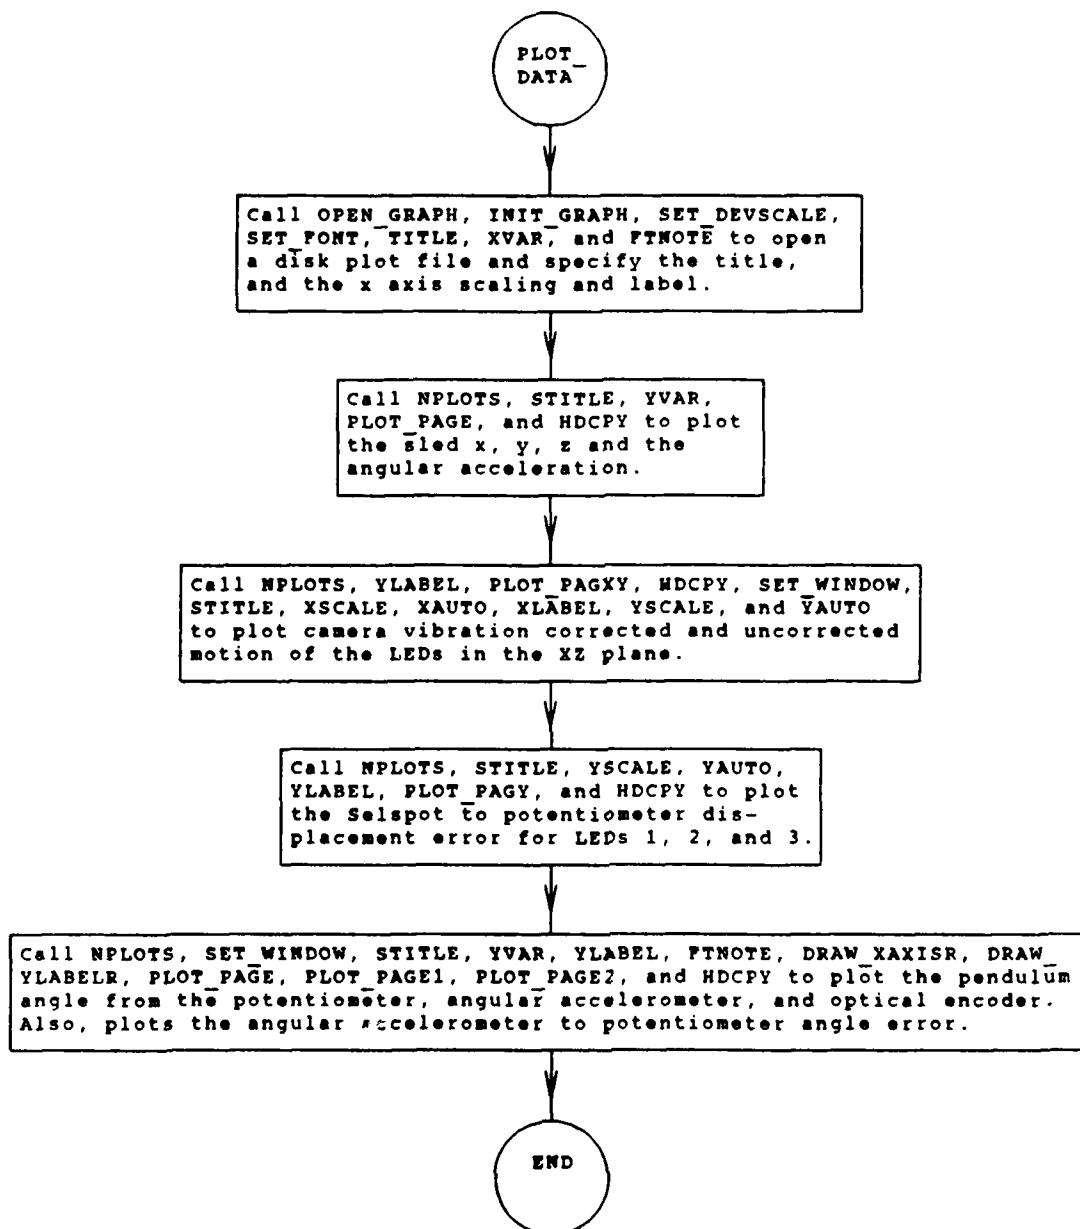 PLOT_
DATA
Call OPEN_GRAPH, INIT_GRAPH, SET_DEVSCALE,
SET_FONT, TITLE, XVAR, and FTNOTE to open
a disk plot file and specify the title,
and the x axis scaling and label.
Call NPLOTS, STITLE, YVAR,
PLOT_PAGE, and HDCPY to plot
the sled x, y, z and the
angular acceleration.
Call NPLOTS, YLABEL, PLOT_PAGXY, HDCPY, SET_WINDOW,
STITLE, XSCALE, XAUTO, XLABEL, YSCALE, and YAUTO
to plot camera vibration corrected and uncorrected
motion of the LEDs in the XZ plane.
Call NPLOTS, STITLE, YSCALE, YAUTO,
YLABEL, PLOT_PAGY, and HDCPY to plot
the Selspot to potentiometer dis-
placement error for LEDs 1, 2, and 3.
Call NPLOTS, SET_WINDOW, STITLE, YVAR, YLABEL, FTNOTE, DRAW_XAXISR, DRAW_
YLABELR, PLOT_PAGE, PLOT_PAGE1, PLOT_PAGE2, and HDCPY to plot the pendulum
angle from the potentiometer, angular accelerometer, and optical encoder.
Also, plots the angular accelerometer to potentiometer angle error.
END